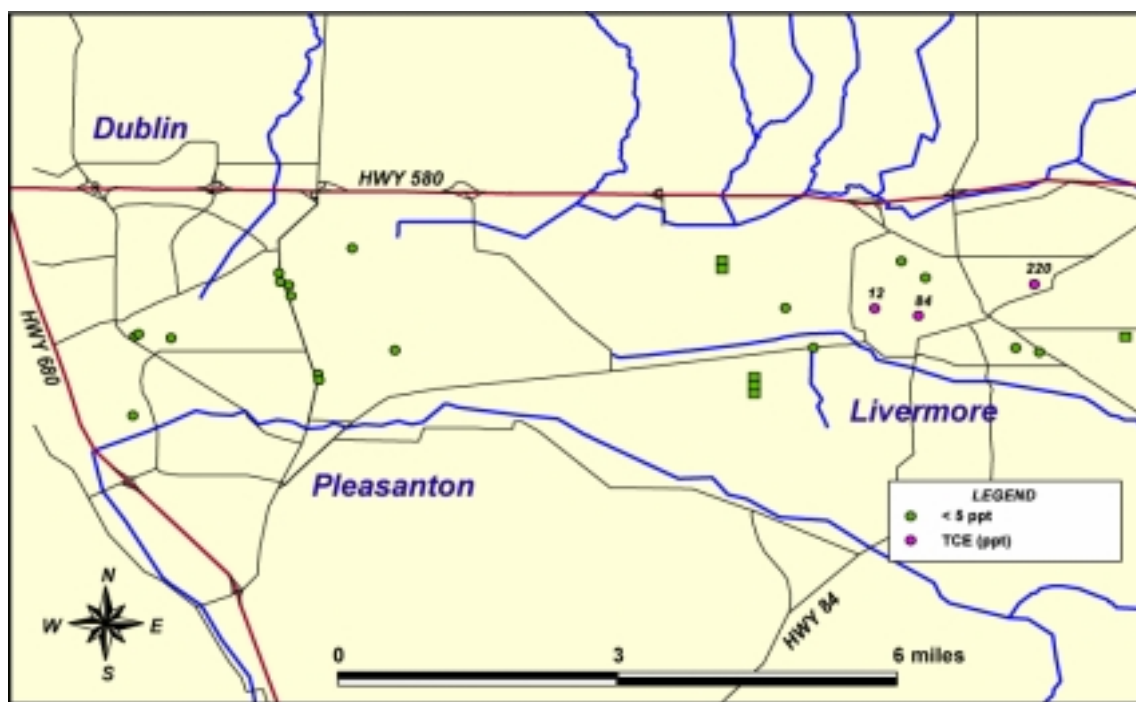 Dublin
HWY 580
220
12
84
HWY 680
Livermore
Pleasanton
LEGEND
< 5 ppt
TCE (ppt)
N
W E
S
HWY 84
0 3 6 miles